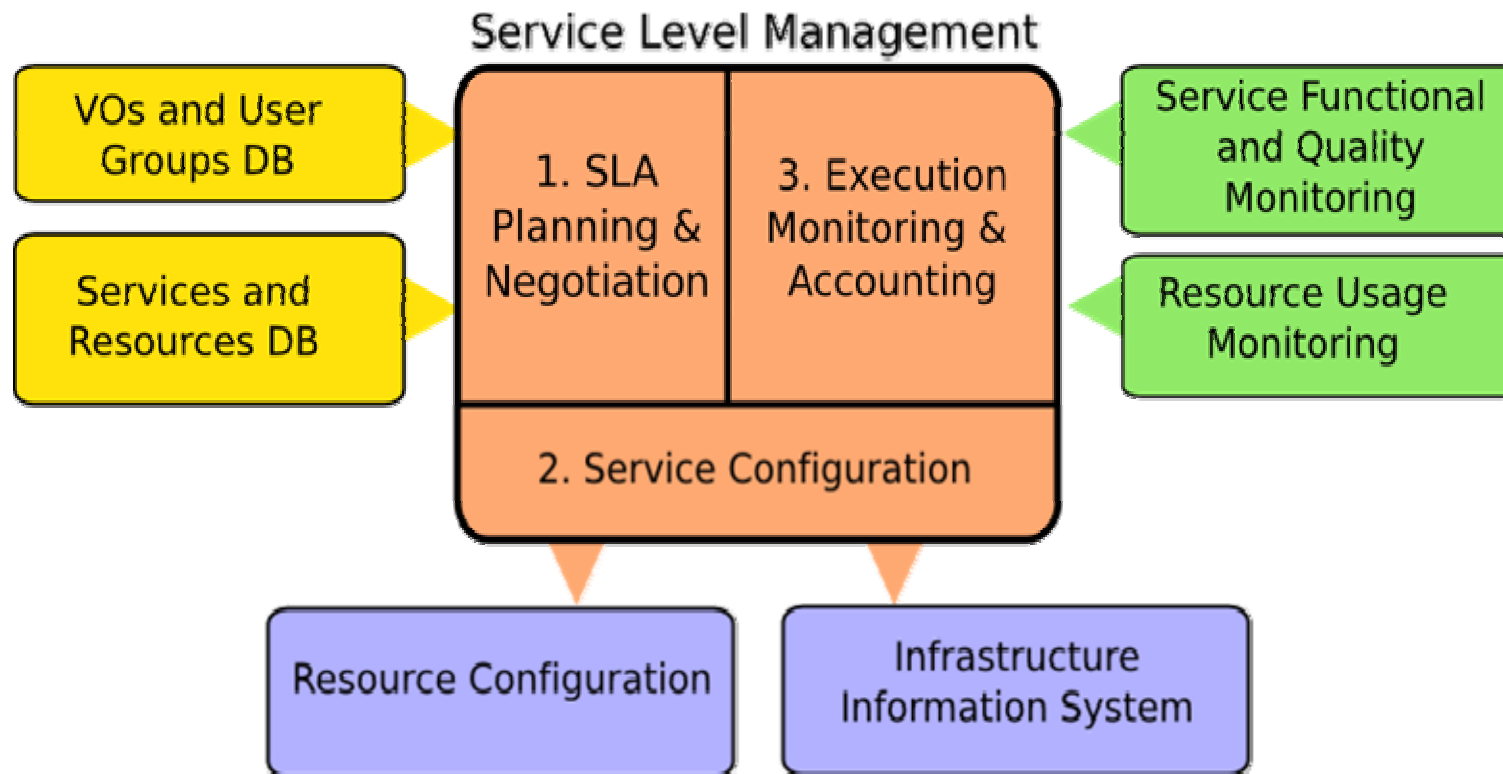 Service Level Management
VOs and User
Groups DB
Services and
Resources DB
1. SLA
Planning &
Negotiation
3. Execution
Monitoring &
Accounting
2. Service Configuration
Service Functional
and Quality
Monitoring
Resource Usage
Monitoring
Resource Configuration
Infrastructure
Information System